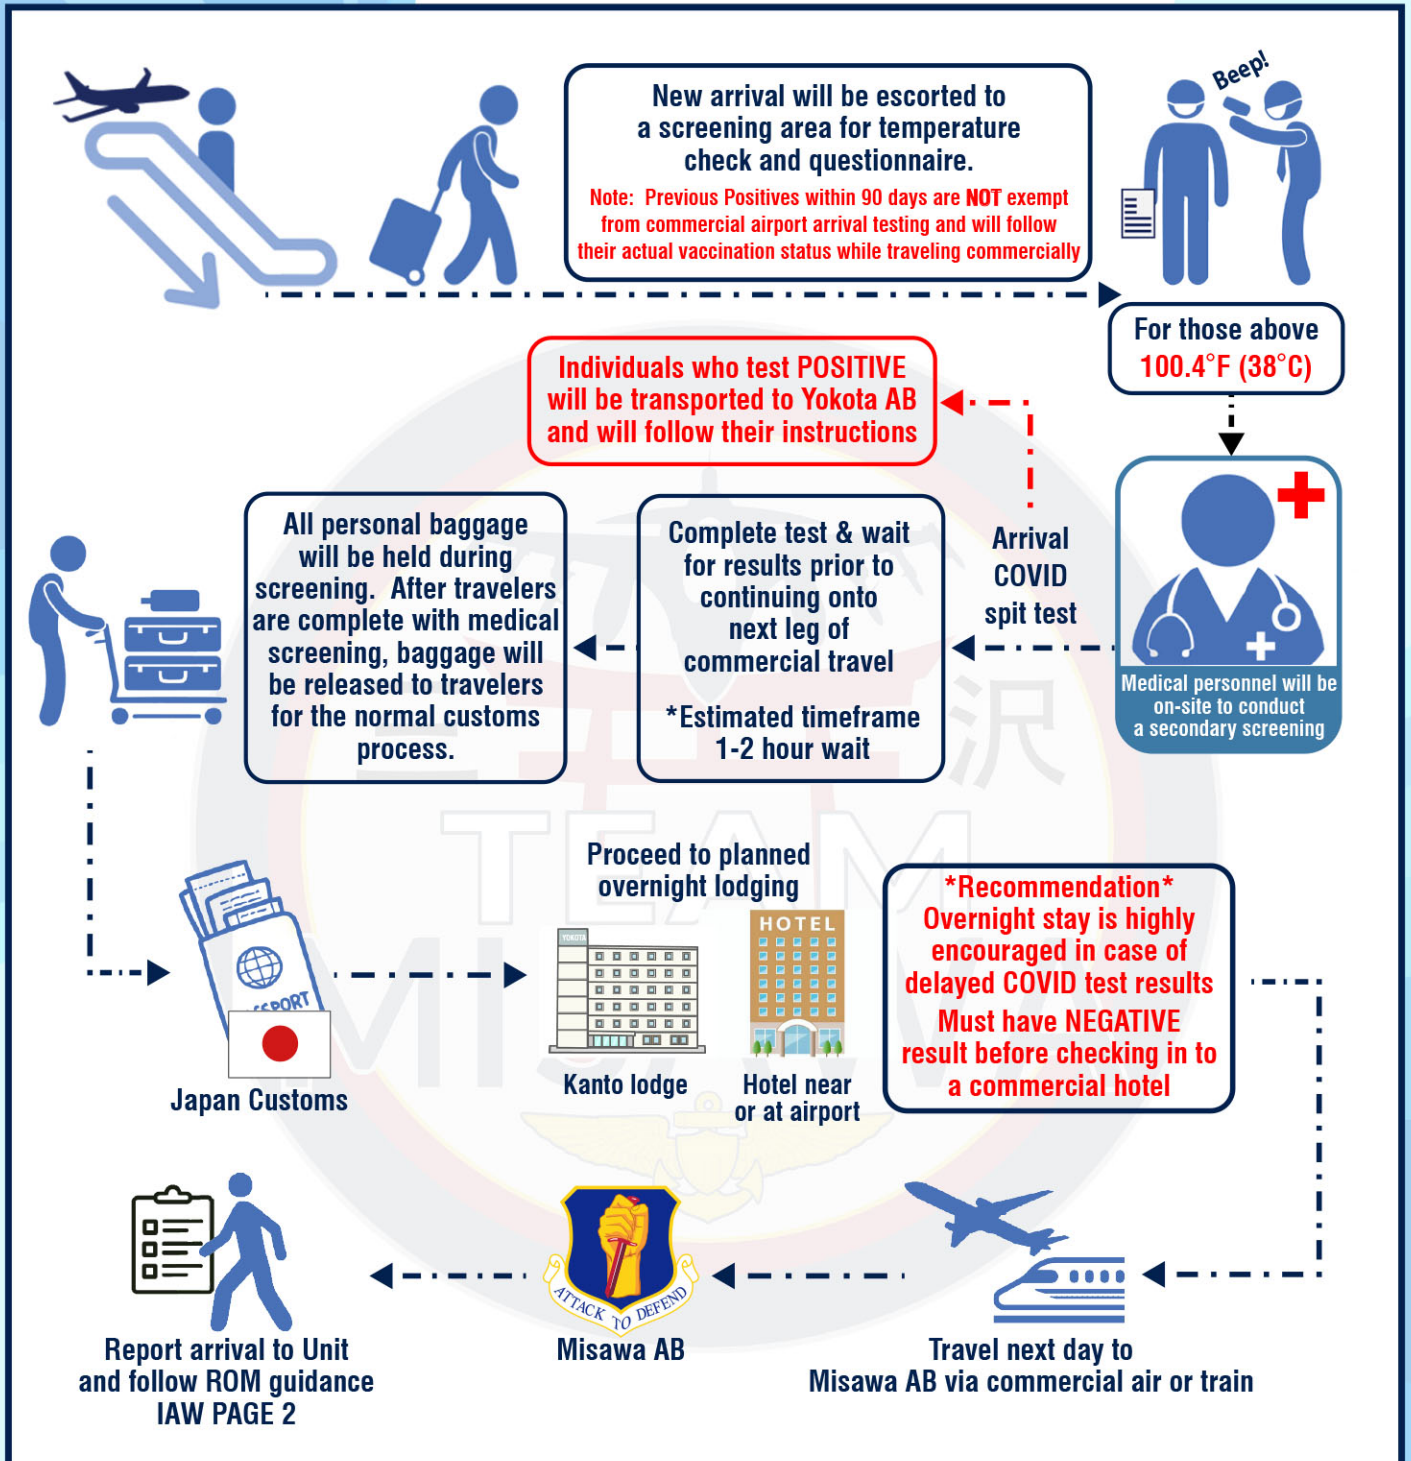 New arrival will be escorted to
a screening area for temperature
check and questionnaire.
Note: Previous Positives within 90 days are NOT exempt
from commercial airport arrival testing and will follow
their actual vaccination status while traveling commercially
Beep!
For those above
100.4°F (38°C)
Individuals who test POSITIVE
will be transported to Yokota AB
and will follow their instructions
Medical personnel will be
on-site to conduct
a secondary screening
Arrival
COVID
spit test
Complete test & wait
for results prior to
continuing onto
next leg of
commercial travel
*Estimated timeframe
1-2 hour wait
All personal baggage
will be held during
screening. After travelers
are complete with medical
screening, baggage will
be released to travelers
for the normal customs
process.
三沢
TEAM
MISAWA
SSPORT
Japan Customs
Proceed to planned
overnight lodging
YOKOTA
Kanto lodge
HOTEL
Hotel near
or at airport
*Recommendation*
Overnight stay is highly
encouraged in case of
delayed COVID test results
Must have NEGATIVE
result before checking in to
a commercial hotel
Travel next day to
Misawa AB via commercial air or train
ATTACK TO DEFEND
Misawa AB
Report arrival to Unit
and follow ROM guidance
IAW PAGE 2